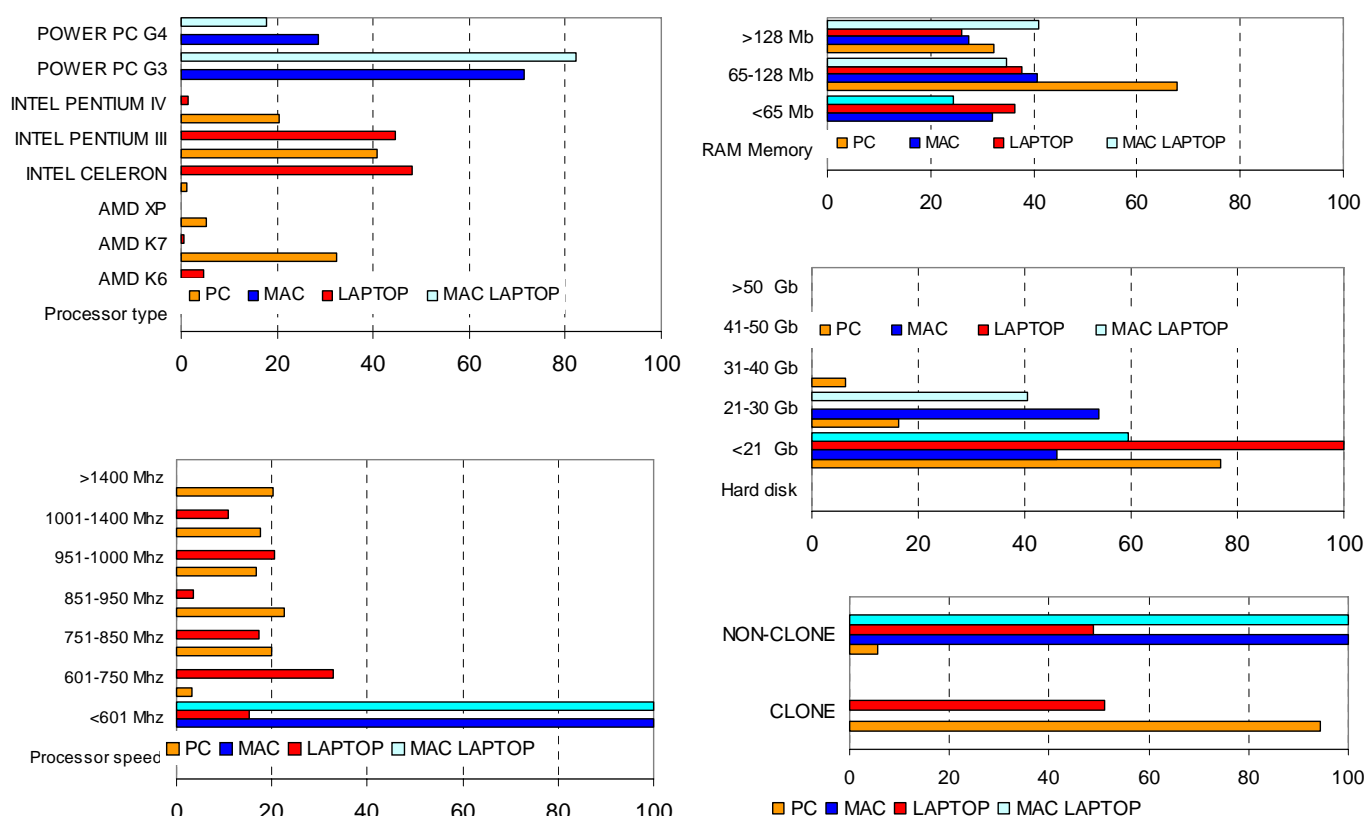 POWER PC G4
POWER PC G3
INTEL PENTIUM IV
INTEL PENTIUM III
INTEL CELERON
AMD XP
AMD K7
AMD K6
PC MAC LAPTOP MAC LAPTOP
Processor type
0 20 40 60 80 100
>128 Mb
65-128 Mb
<65 Mb
PC MAC LAPTOP MAC LAPTOP
RAM Memory
0 20 40 60 80 100
>50 Gb
41-50 Gb
PC MAC LAPTOP MAC LAPTOP
31-40 Gb
21-30 Gb
<21 Gb
Hard disk
0 20 40 60 80 100
>1400 Mhz
1001-1400 Mhz
951-1000 Mhz
851-950 Mhz
751-850 Mhz
601-750 Mhz
<601 Mhz
PC MAC LAPTOP MAC LAPTOP
Processor speed
0 20 40 60 80 100
NON-CLONE
CLONE
0 20 40 60 80 100
PC MAC LAPTOP MAC LAPTOP